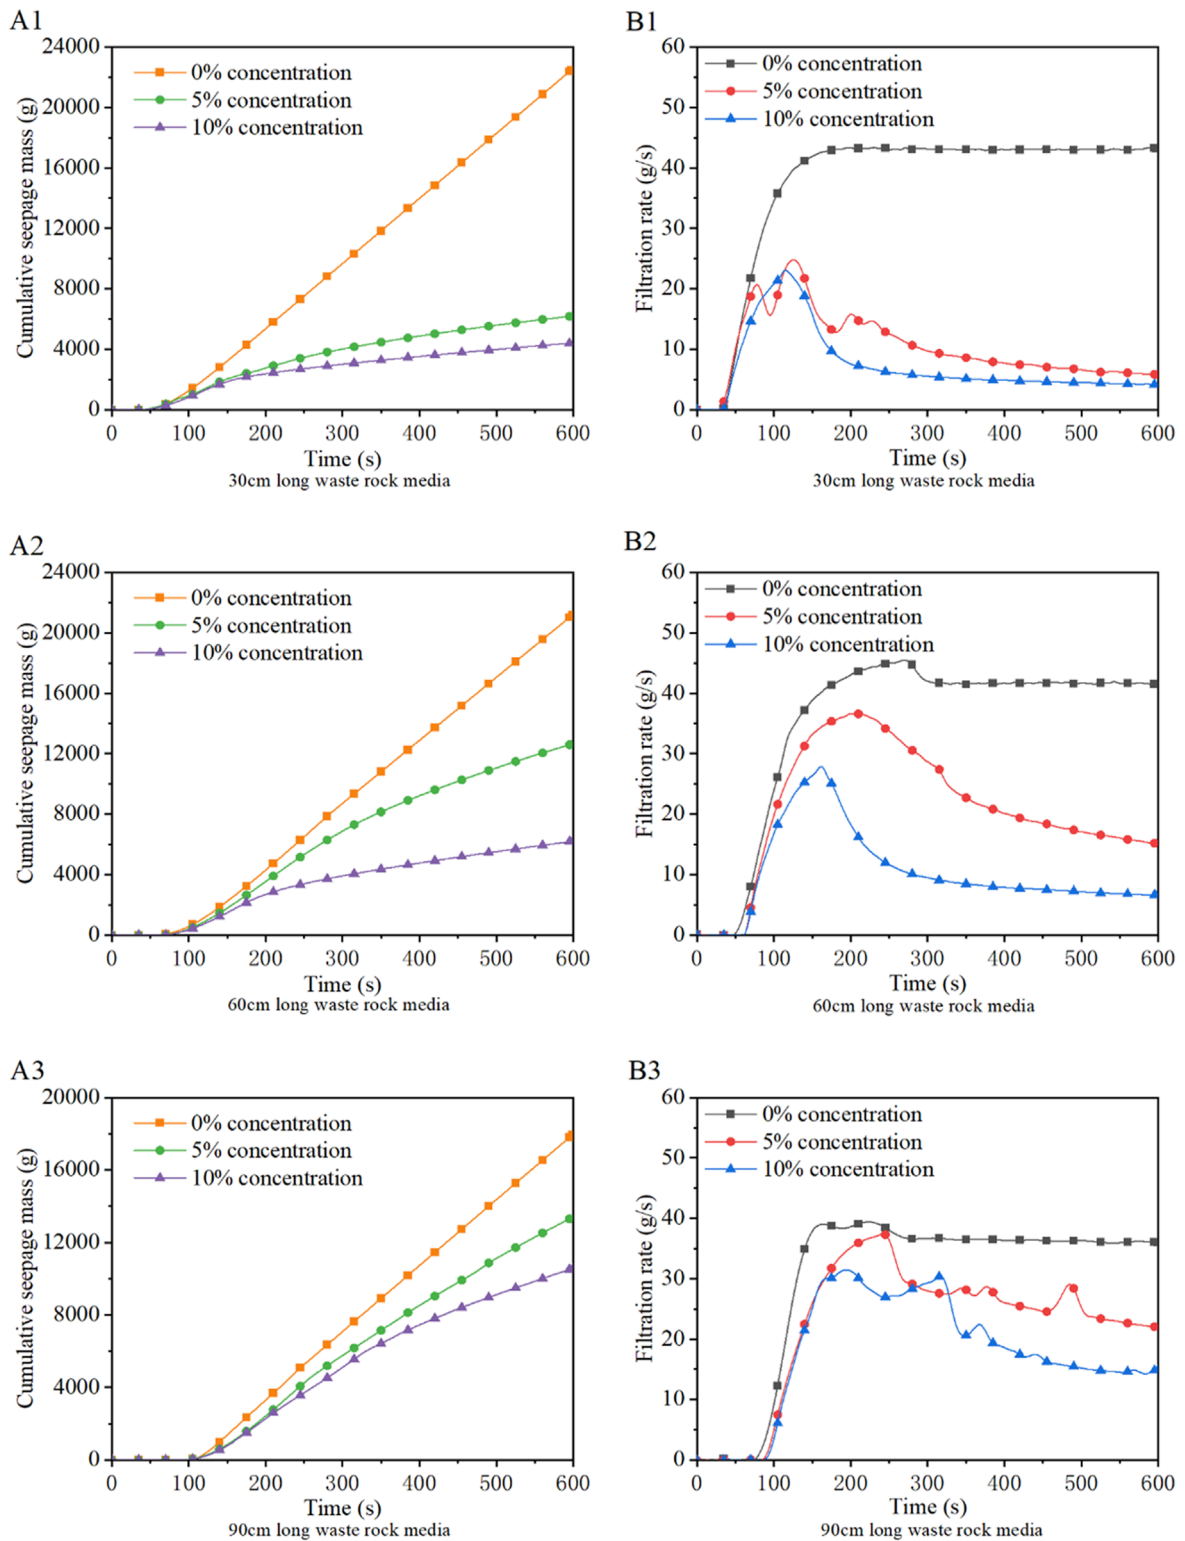 A1
24000
20000
16000
12000
8000
4000
0
Cumulative seepage mass (g)
0% concentration
5% concentration
10% concentration
0 100 200 300 400 500 600
Time (s)
30cm long waste rock media
B1
60
50
40
30
20
10
0
Filtration rate (g/s)
0% concentration
5% concentration
10% concentration
0 100 200 300 400 500 600
Time (s)
30cm long waste rock media
A2
24000
20000
16000
12000
8000
4000
0
Cumulative seepage mass (g)
0% concentration
5% concentration
10% concentration
0 100 200 300 400 500 600
Time (s)
60cm long waste rock media
B2
60
50
40
30
20
10
0
Filtration rate (g/s)
0% concentration
5% concentration
10% concentration
0 100 200 300 400 500 600
Time (s)
60cm long waste rock media
A3
20000
16000
12000
8000
4000
0
Cumulative seepage mass (g)
0% concentration
5% concentration
10% concentration
0 100 200 300 400 500 600
Time (s)
90cm long waste rock media
B3
60
50
40
30
20
10
0
Filtration rate (g/s)
0% concentration
5% concentration
10% concentration
0 100 200 300 400 500 600
Time (s)
90cm long waste rock media